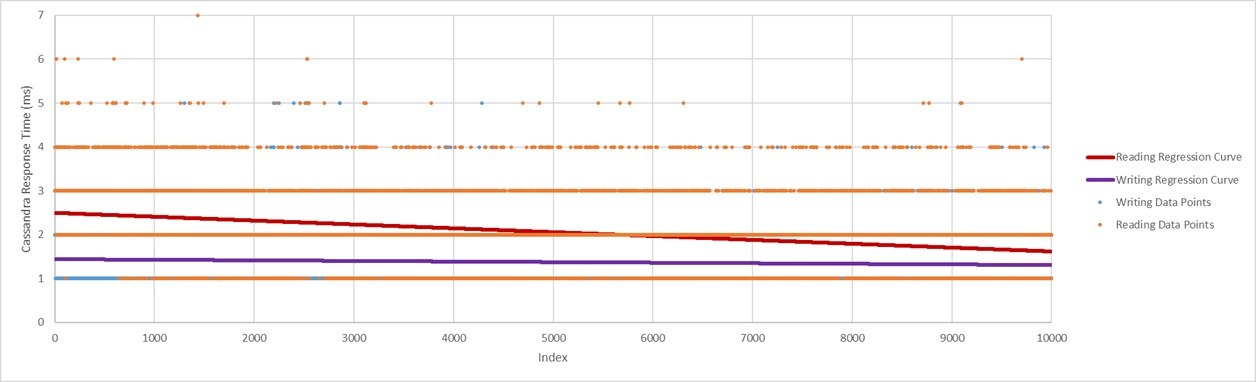 7
6
5
4
3
2
1
0
Cassandra Response Time (ms)
0 1000 2000 3000 4000 5000 6000 7000 8000 9000 10000
Index
Reading Regression Curve
Writing Regression Curve
Writing Data Points
Reading Data Points